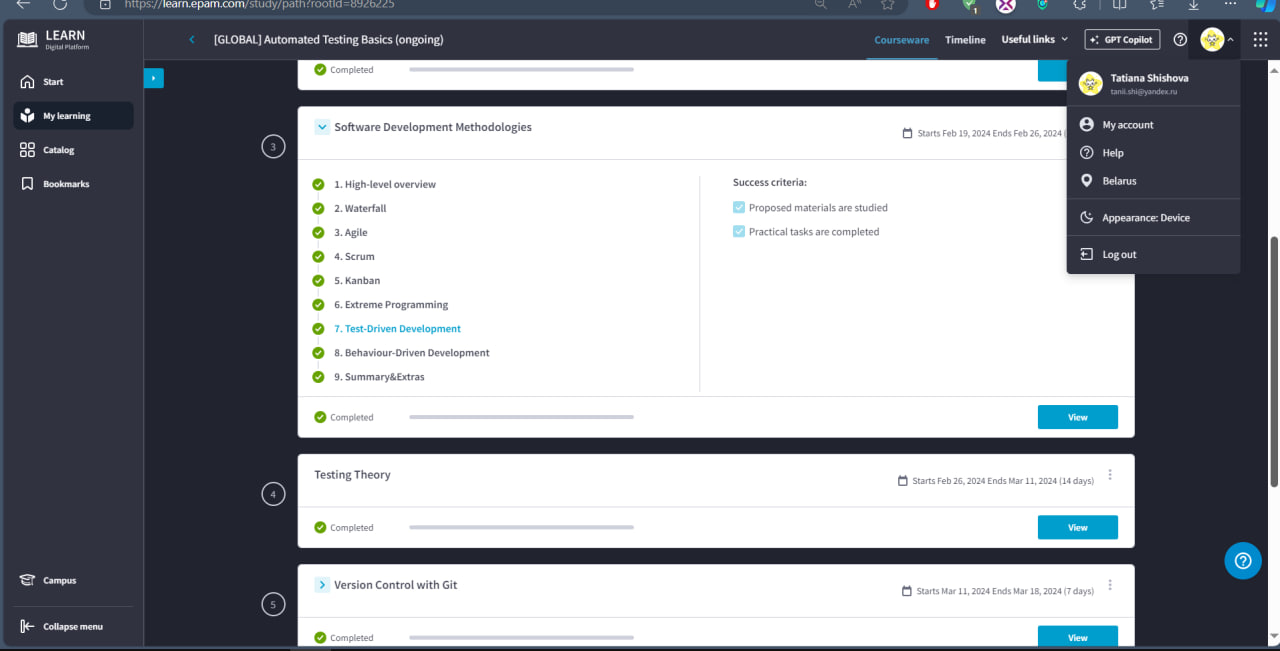 https://learn.epam.com/study/path?rootId=8926225
A
1
LEARN
Digital Platform
[GLOBAL] Automated Testing Basics (ongoing)
Courseware
Timeline
Useful links
GPT Copilot
Start
My learning
Catalog
Bookmarks
Campus
Collapse menu
Completed
3
Software Development Methodologies
Starts Feb 19, 2024 Ends Feb 26, 2024 (
1. High-level overview
2. Waterfall
3. Agile
4. Scrum
5. Kanban
6. Extreme Programming
7. Test-Driven Development
8. Behaviour-Driven Development
9. Summary&Extras
Success criteria:
Proposed materials are studied
Practical tasks are completed
Completed
View
4
Testing Theory
Starts Feb 26, 2024 Ends Mar 11, 2024 (14 days)
Completed
View
5
Version Control with Git
Starts Mar 11, 2024 Ends Mar 18, 2024 (7 days)
Completed
View
Tatiana Shishova
tanii.shi@yandex.ru
My account
Help
Belarus
Appearance: Device
Log out